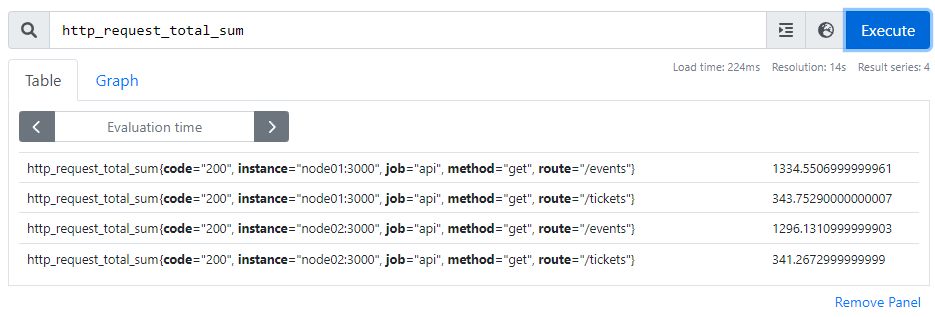 http_request_total_sum
Execute
Load time: 224ms Resolution: 14s Result series: 4
Table Graph
Evaluation time
http_request_total_sum{code="200", instance="node01:3000", job="api", method="get", route="/events"} 1334.5506999999961
http_request_total_sum{code="200", instance="node01:3000", job="api", method="get", route="/tickets"} 343.75290000000007
http_request_total_sum{code="200", instance="node02:3000", job="api", method="get", route="/events"} 1296.1310999999903
http_request_total_sum{code="200", instance="node02:3000", job="api", method="get", route="/tickets"} 341.2672999999999
Remove Panel